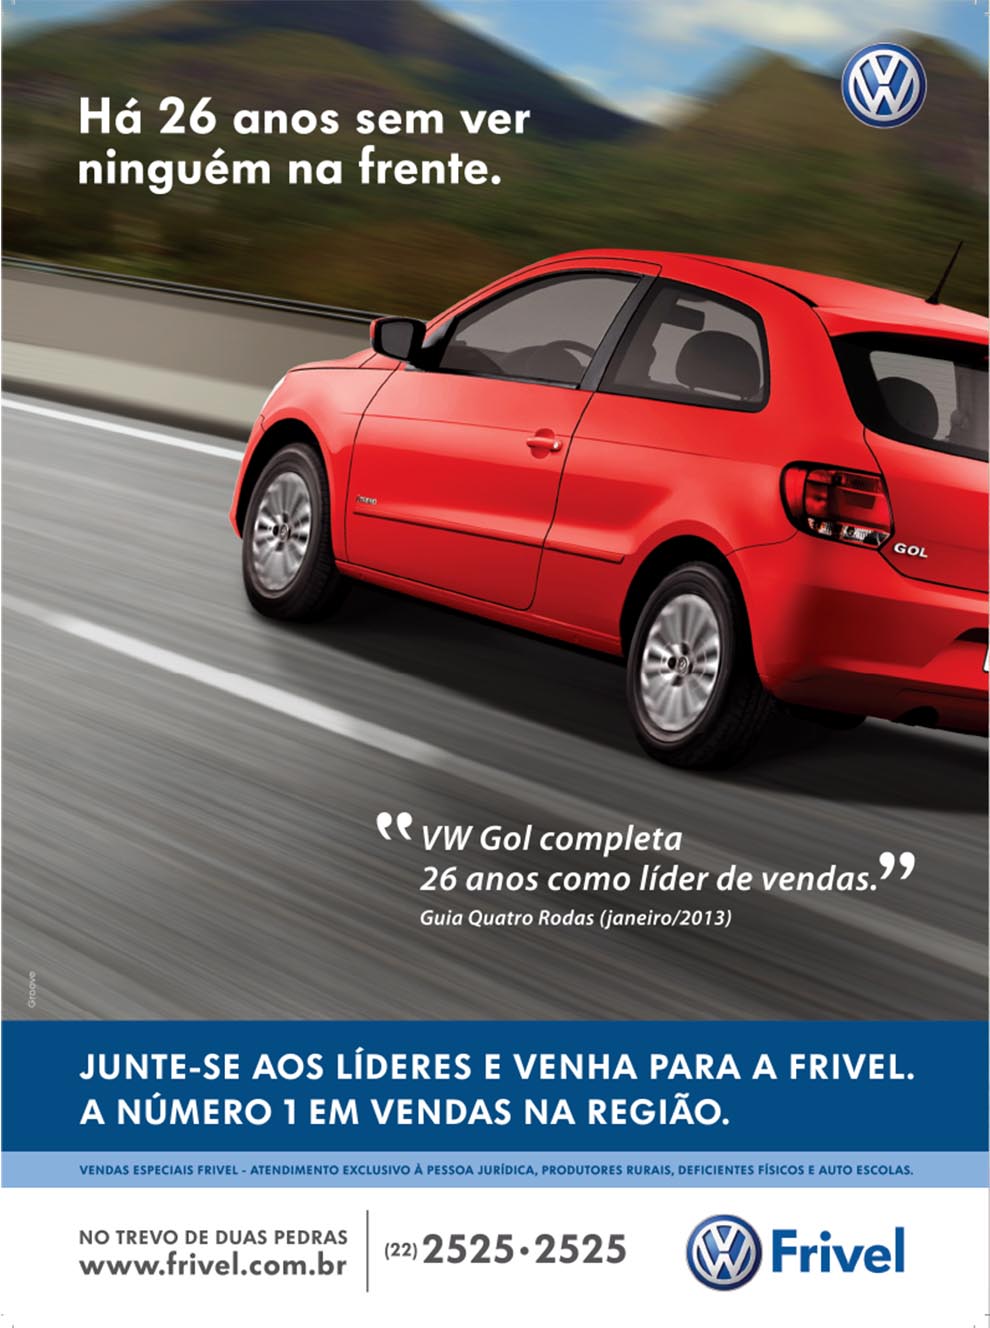 Há 26 anos sem ver
ninguém na frente.
GOL
“VW Gol completa
26 anos como líder de vendas.”
Guia Quatro Rodas (janeiro/2013)
Groove
JUNTE-SE AOS LÍDERES E VENHA PARA A FRIVEL.
A NÚMERO 1 EM VENDAS NA REGIÃO.
VENDAS ESPECIAIS FRIVEL - ATENDIMENTO EXCLUSIVO À PESSOA JURÍDICA, PRODUTORES RURAIS, DEFICIENTES FÍSICOS E AUTO ESCOLAS.
NO TREVO DE DUAS PEDRAS
www.frivel.com.br
(22) 2525•2525
Frivel